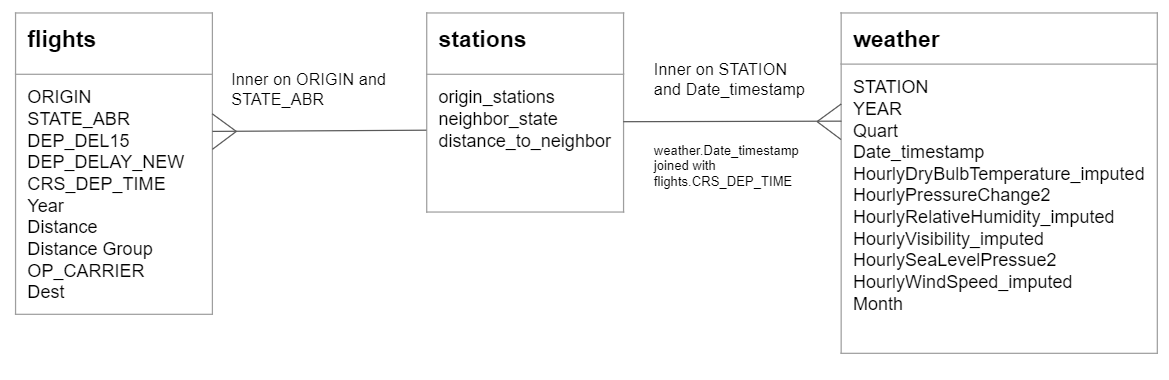 flights
ORIGIN
STATE_ABR
DEP_DEL15
DEP_DELAY_NEW
CRS_DEP_TIME
Year
Distance
Distance Group
OP_CARRIER
Dest
Inner on ORIGIN and
STATE_ABR
stations
origin_stations
neighbor_state
distance_to_neighbor
Inner on STATION
and Date_timestamp
weather.Date_timestamp
joined with
flights.CRS_DEP_TIME
weather
STATION
YEAR
Quart
Date_timestamp
HourlyDryBulbTemperature_imputed
HourlyPressureChange2
HourlyRelativeHumidity_imputed
HourlyVisibility_imputed
HourlySeaLevelPressue2
HourlyWindSpeed_imputed
Month